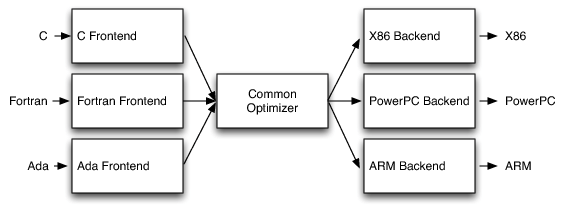 C
C Frontend
X86 Backend
X86
Fortran
Fortran Frontend
Common
Optimizer
PowerPC Backend
PowerPC
Ada
Ada Frontend
ARM Backend
ARM